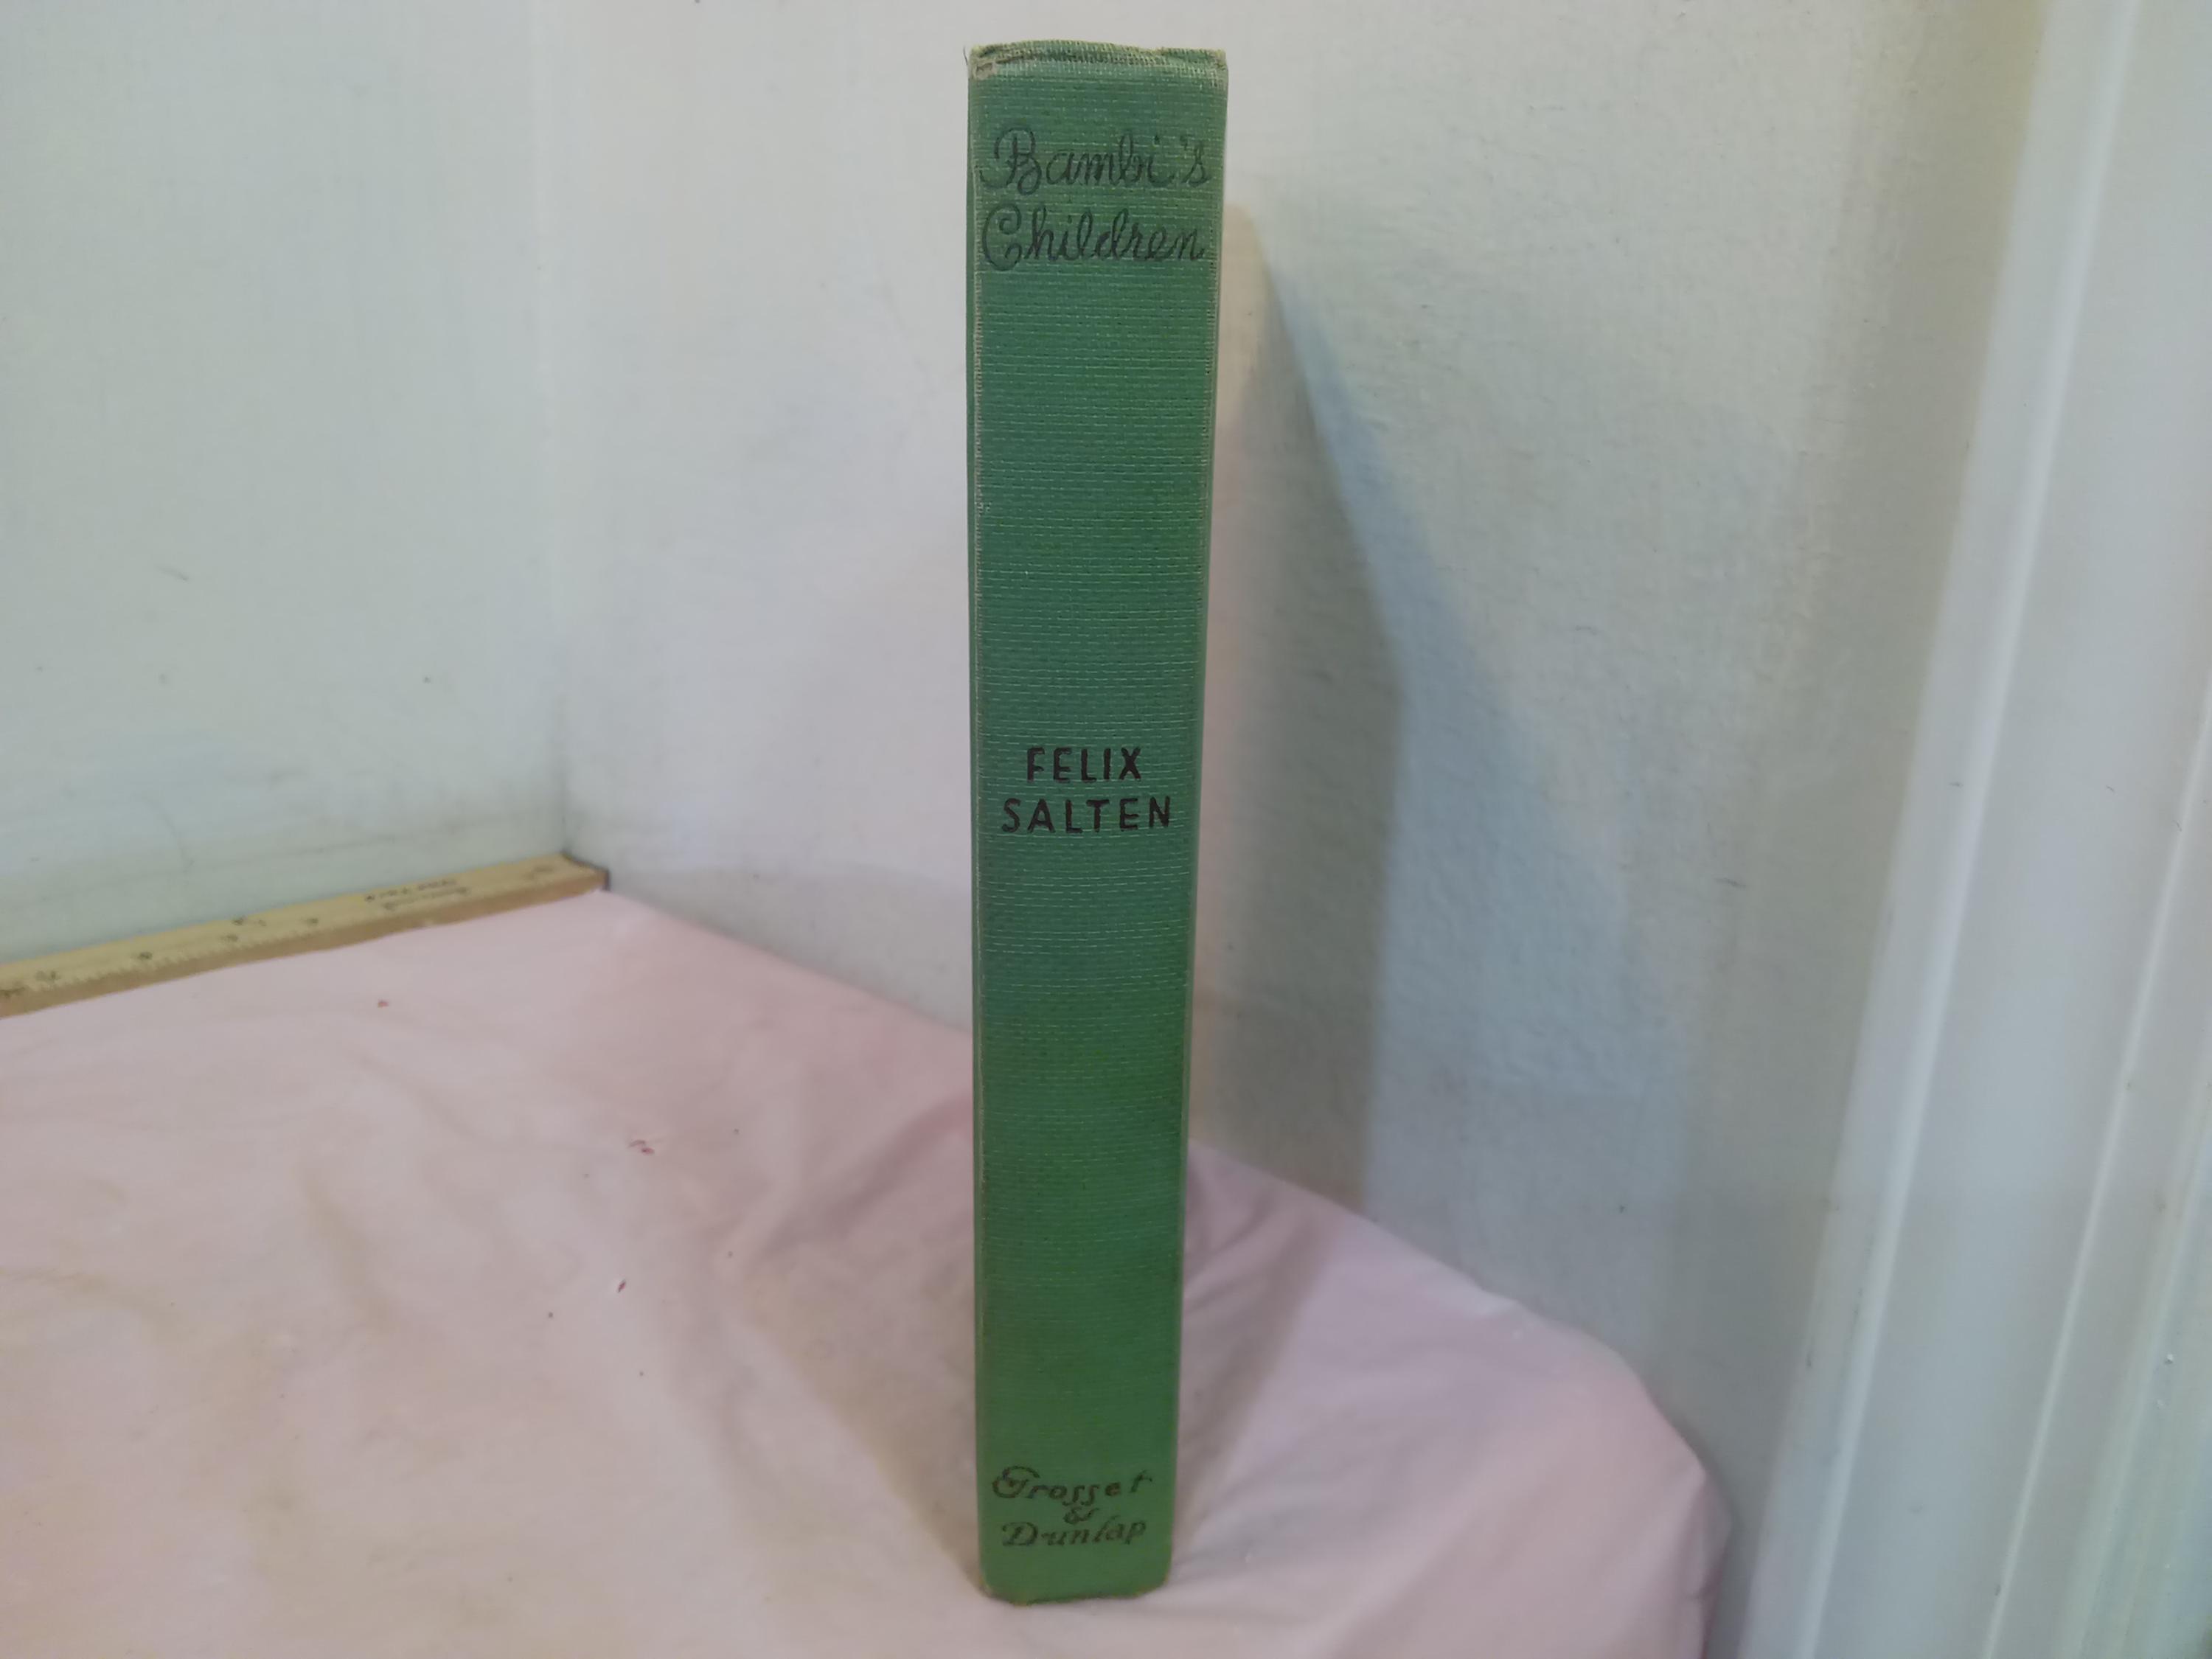 Bambi's
Children
FELIX
SALTEN
Grosset
&
Dunlap